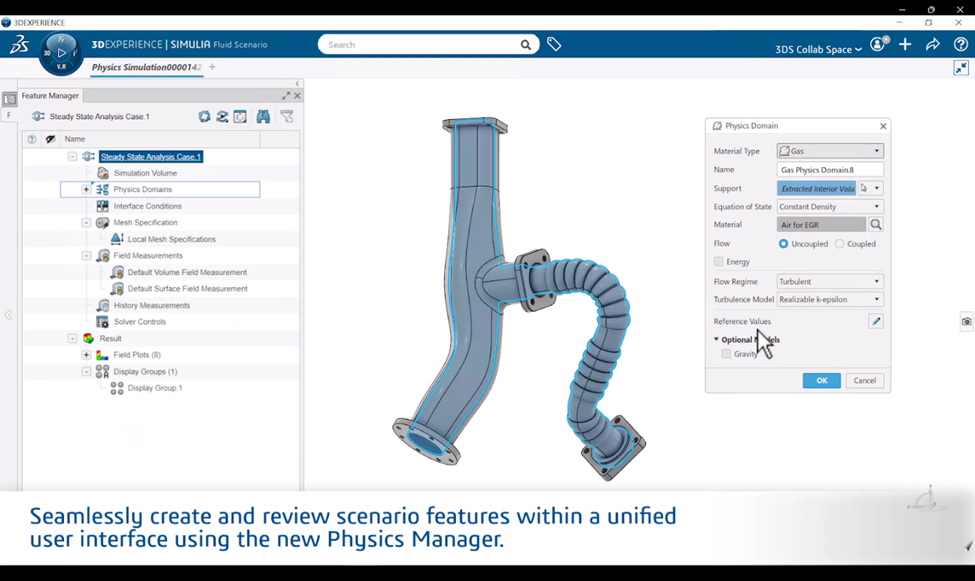 3DEXPERIENCE
3DEXPERIENCE | SIMULIA Fluid Scenario
Search
3DS Collab Space
V.R
Physics Simulation0000142
Feature Manager
Steady State Analysis Case.1
Name
Steady State Analysis Case.1
Simulation Volume
Physics Domains
Interface Conditions
Mesh Specification
Local Mesh Specifications
Field Measurements
Default Volume Field Measurement
Default Surface Field Measurement
History Measurements
Solver Controls
Result
Field Plots (8)
Display Groups (1)
Display Group.1
Physics Domain
Material Type
Gas
Name
Gas Physics Domain.8
Support
Extracted Interior Volu
Equation of State
Constant Density
Material
Air for EGR
Flow
Uncoupled
Coupled
Energy
Flow Regime
Turbulent
Turbulence Model
Realizable k-epsilon
Reference Values
Optional Models
Gravity
OK
Cancel
Seamlessly create and review scenario features within a unified
user interface using the new Physics Manager.